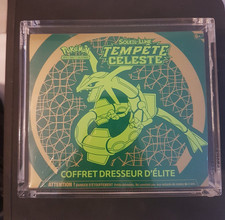 POKéMON
SOLEIL-LUNE
TEMPÊTE
CÉLESTE
COFFRET DRESSEUR D'ÉLITE
ATTENTION !